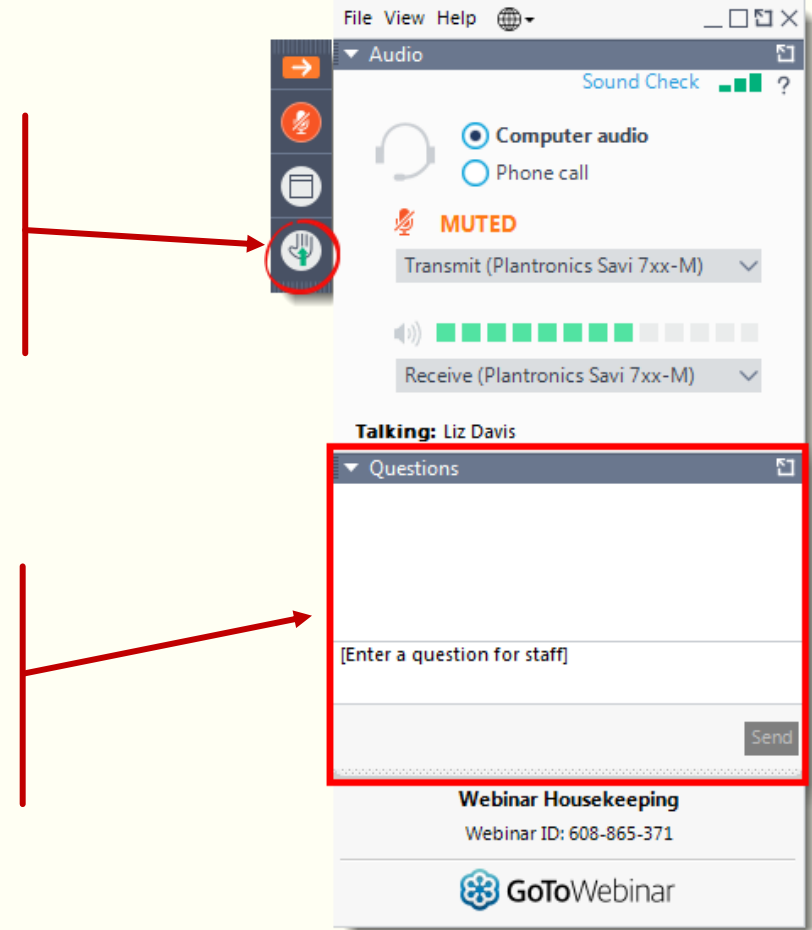 File View Help
Audio
Sound Check ?
Computer audio
Phone call
MUTED
Transmit (Plantronics Savi 7xx-M)
Receive (Plantronics Savi 7xx-M)
Talking: Liz Davis
Questions
[Enter a question for staff]
Send
Webinar Housekeeping
Webinar ID: 608-865-371
GoToWebinar